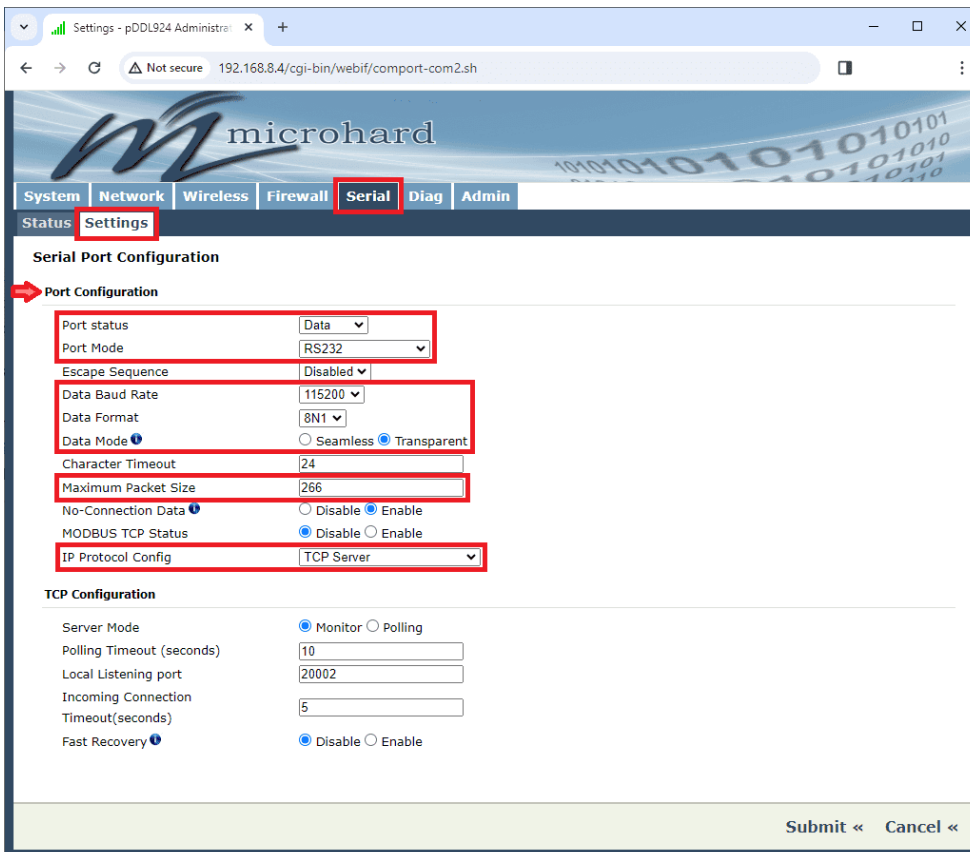 Settings - pDDL924 Administrat
Not secure 192.168.8.4/cgi-bin/webif/comport-com2.sh
microhard
System Network Wireless Firewall Serial Diag Admin
Status Settings
Serial Port Configuration
Port Configuration
Port status Data
Port Mode RS232
Escape Sequence Disabled
Data Baud Rate 115200
Data Format 8N1
Data Mode Seamless Transparent
Character Timeout 24
Maximum Packet Size 266
No-Connection Data Disable Enable
MODBUS TCP Status Disable Enable
IP Protocol Config TCP Server
TCP Configuration
Server Mode Monitor Polling
Polling Timeout (seconds) 10
Local Listening port 20002
Incoming Connection
Timeout(seconds) 5
Fast Recovery Disable Enable
Submit « Cancel «